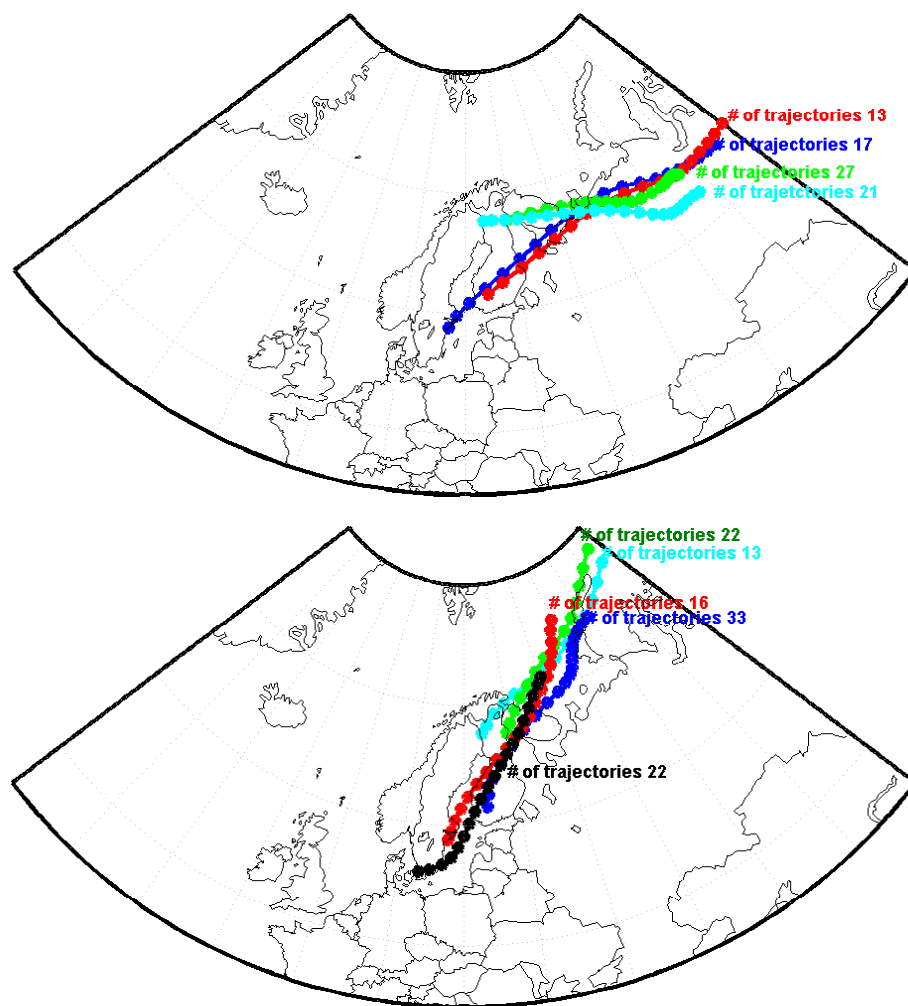 # of trajectories 13
# of trajectories 17
# of trajectories 27
# of trajetctories 21
# of trajectories 22
# of trajectories 13
# of trajectories 16
# of trajectories 33
# of trajectories 22